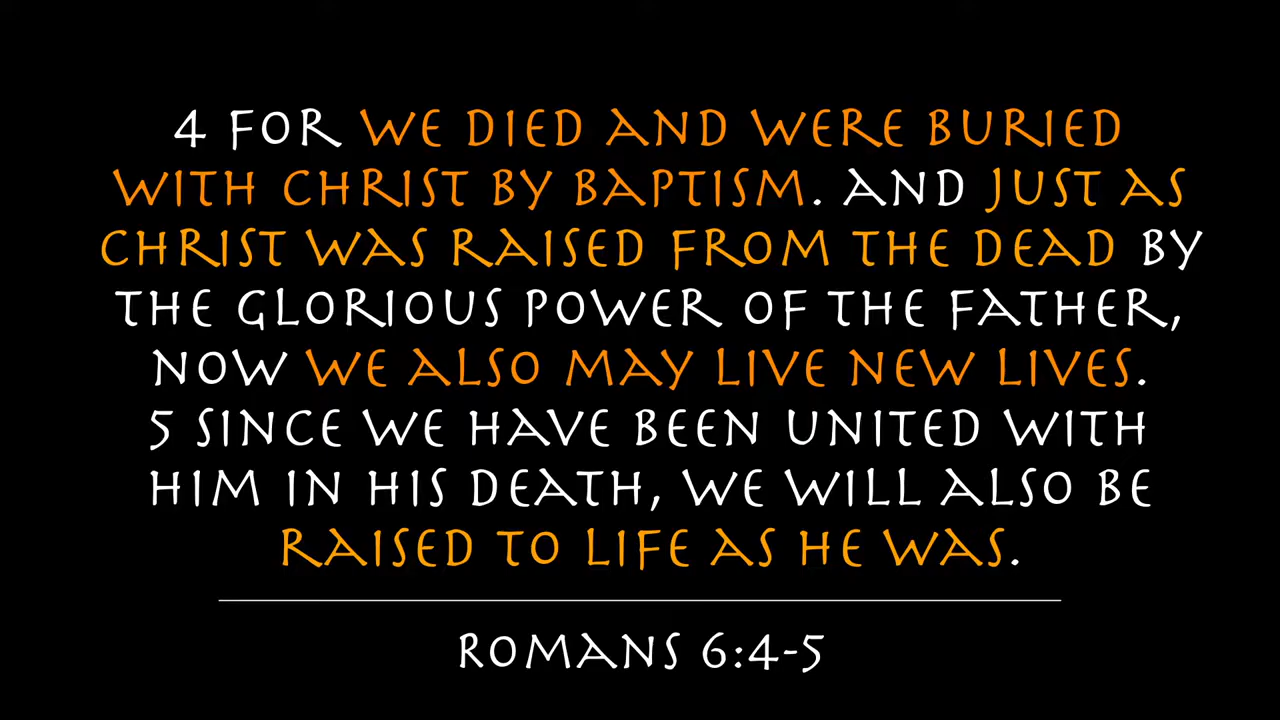 4 FOR WE DIED AND WERE BURIED
WITH CHRIST BY BAPTISM. AND JUST AS
CHRIST WAS RAISED FROM THE DEAD BY
THE GLORIOUS POWER OF THE FATHER,
NOW WE ALSO MAY LIVE NEW LIVES.
5 SINCE WE HAVE BEEN UNITED WITH
HIM IN HIS DEATH, WE WILL ALSO BE
RAISED TO LIFE AS HE WAS.
ROMANS 6:4-5